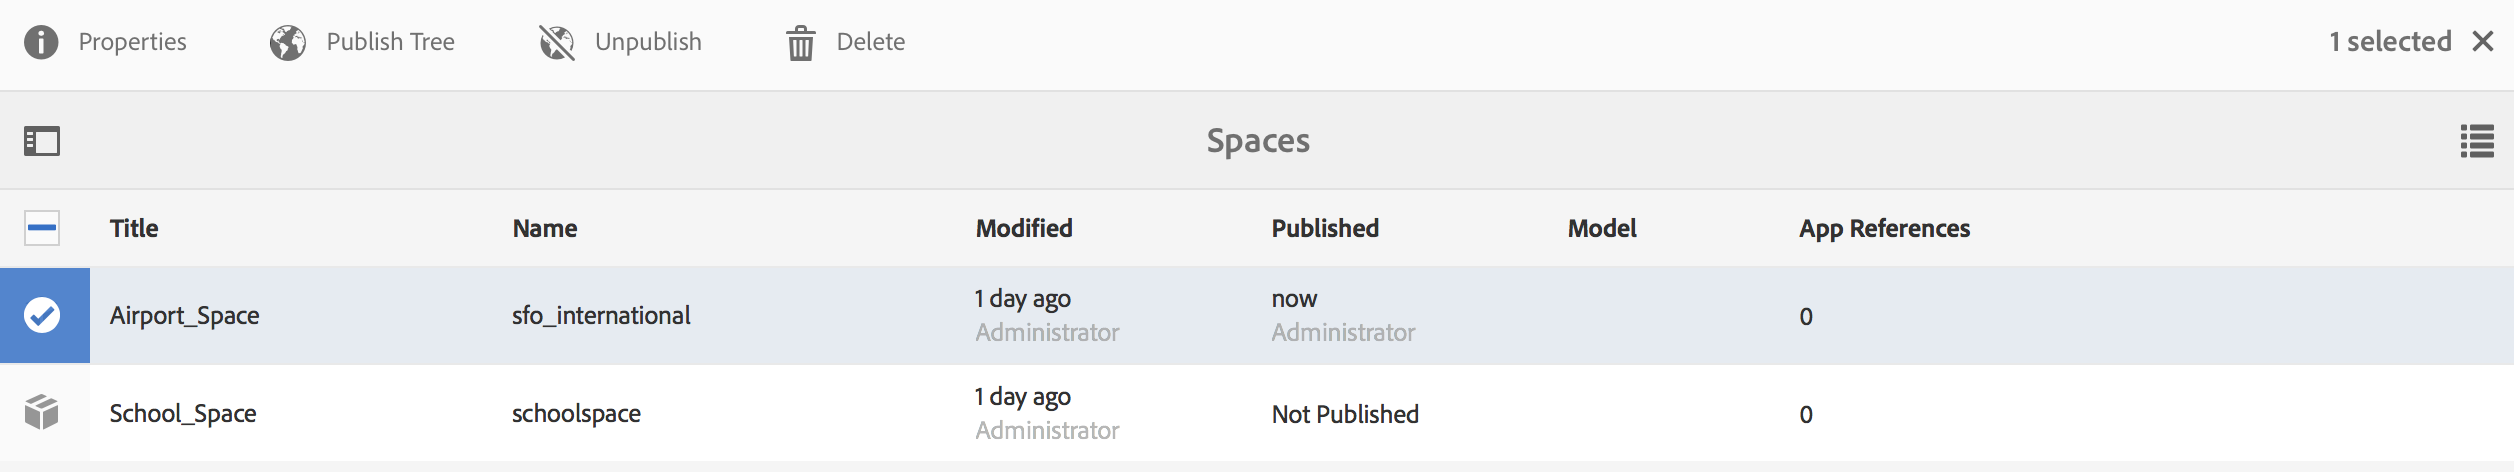 Properties Publish Tree Unpublish Delete 1 selected
Spaces
Title Name Modified Published Model App References
Airport_Space sfo_international 1 day ago now 0
Administrator Administrator
School_Space schoolspace 1 day ago Not Published 0
Administrator